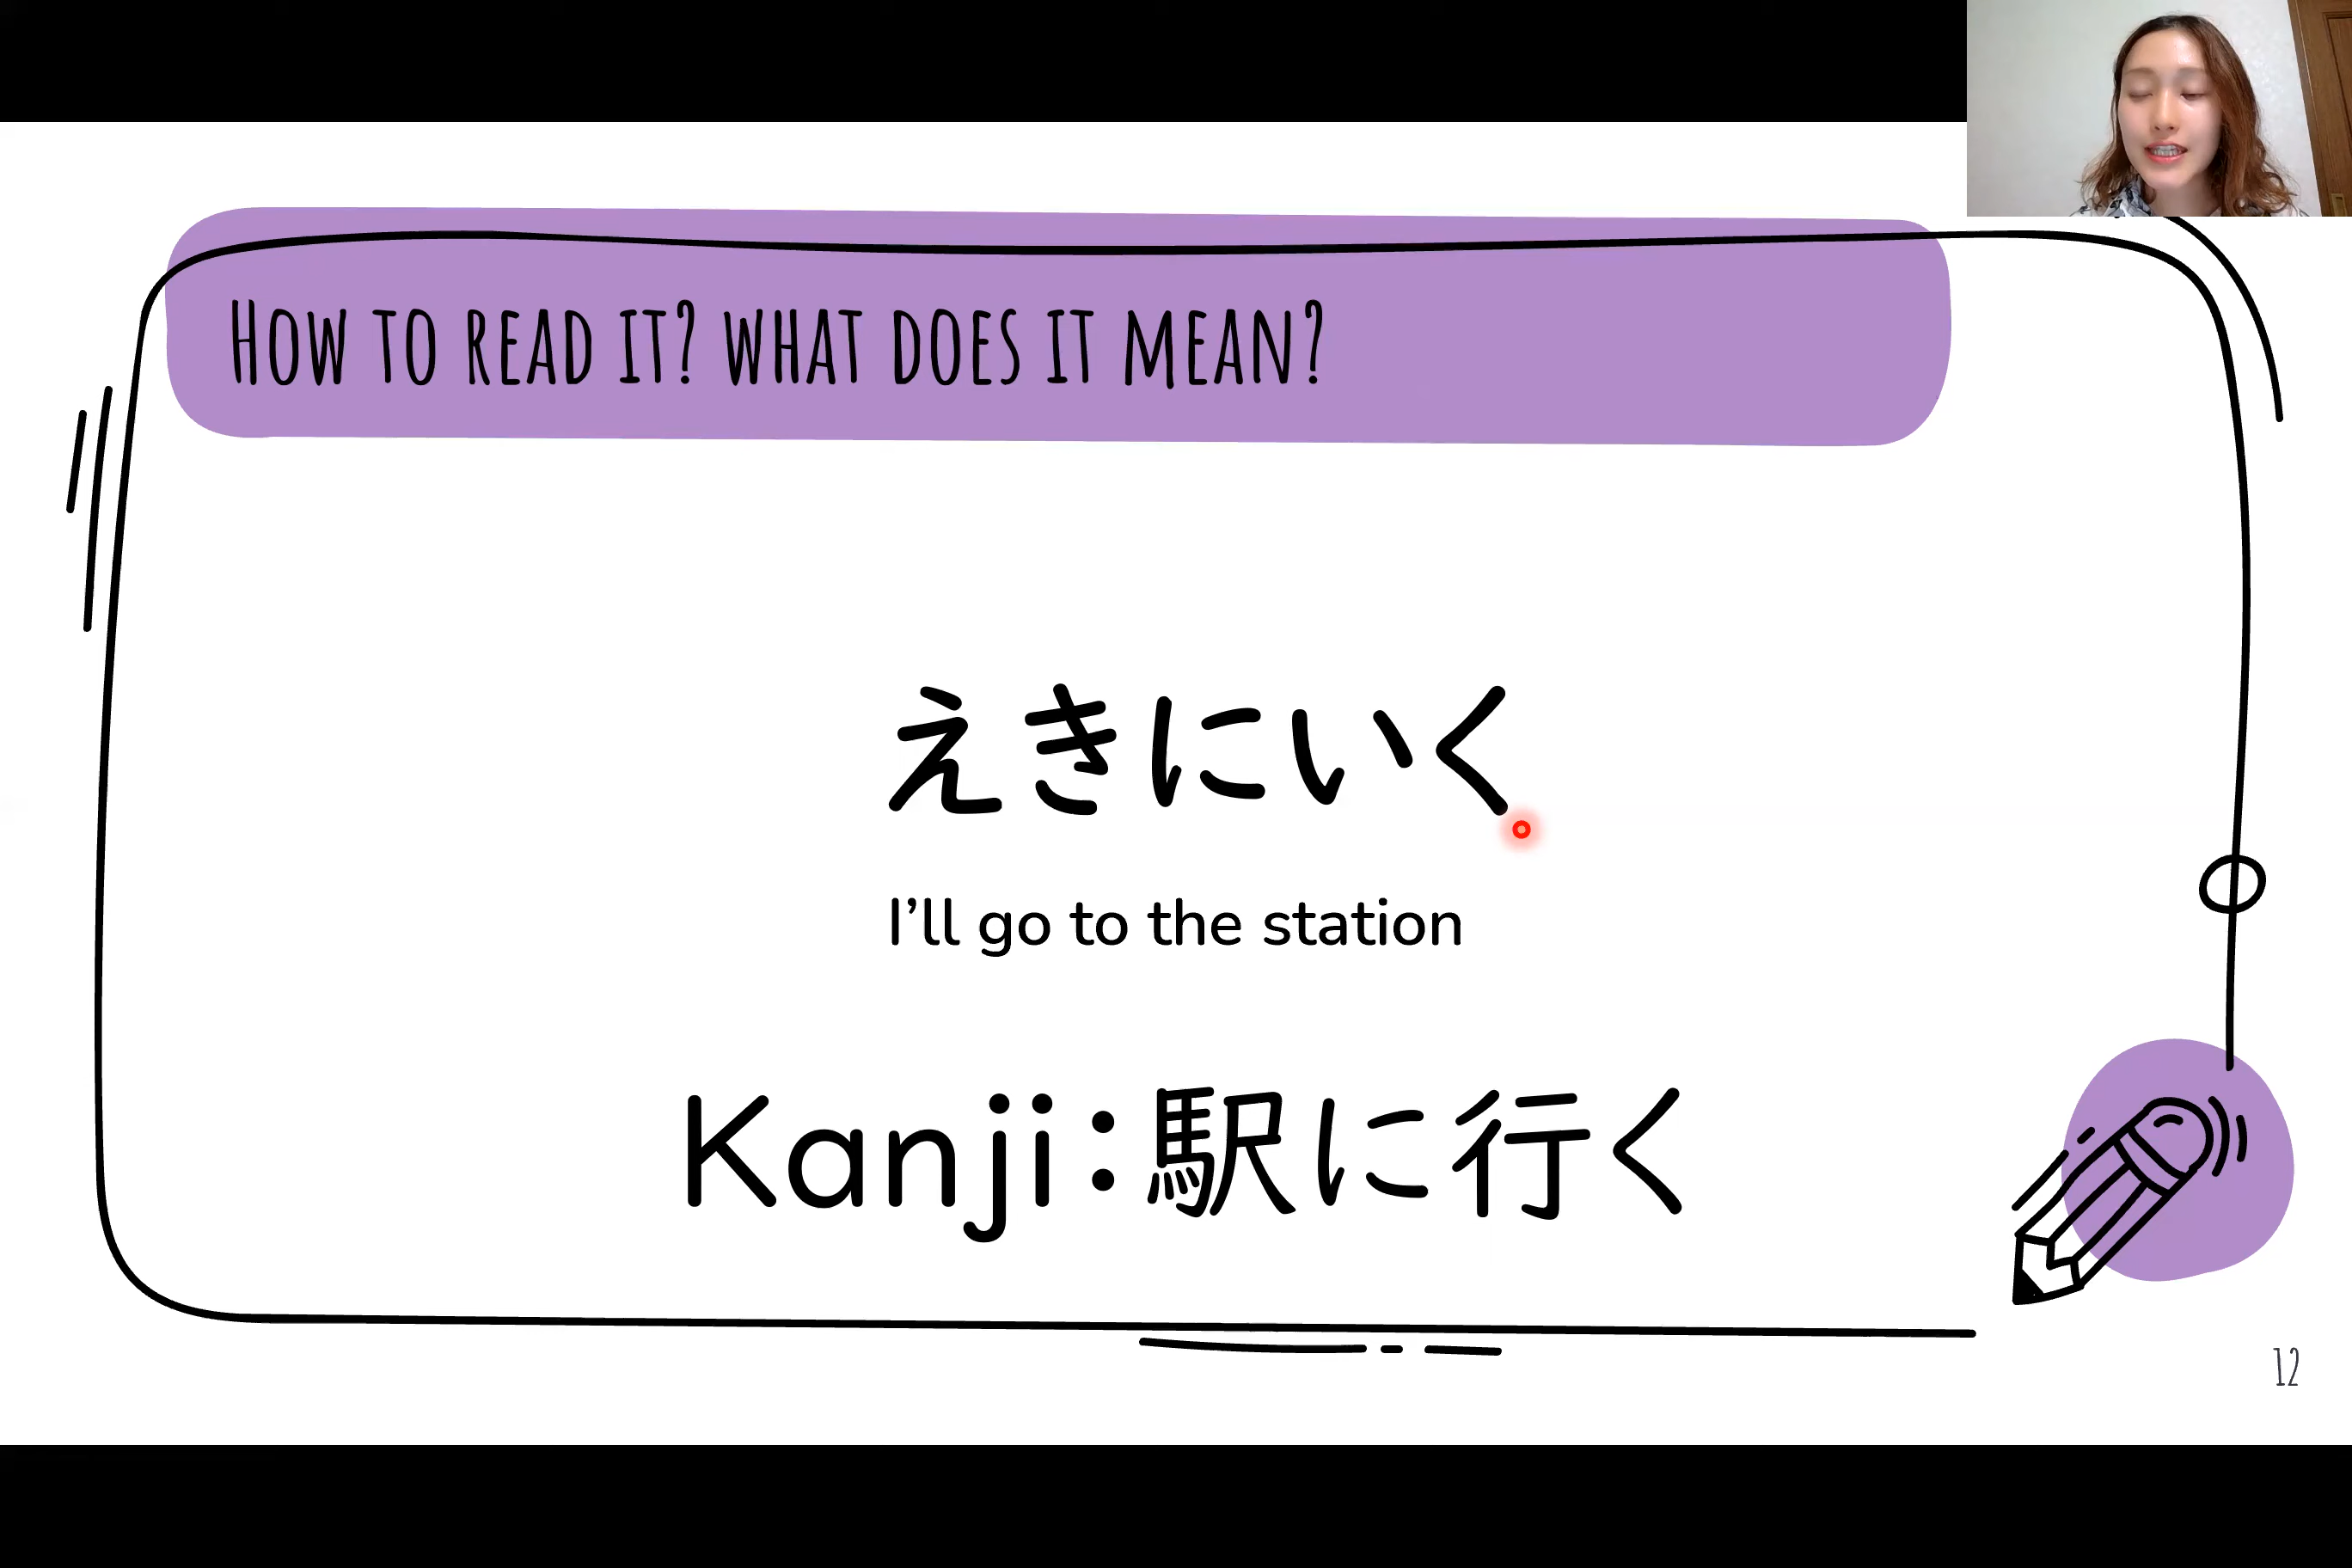 HOW TO READ IT? WHAT DOES IT MEAN?
えきにいく
I'll go to the station
Kanji：駅に行く
12